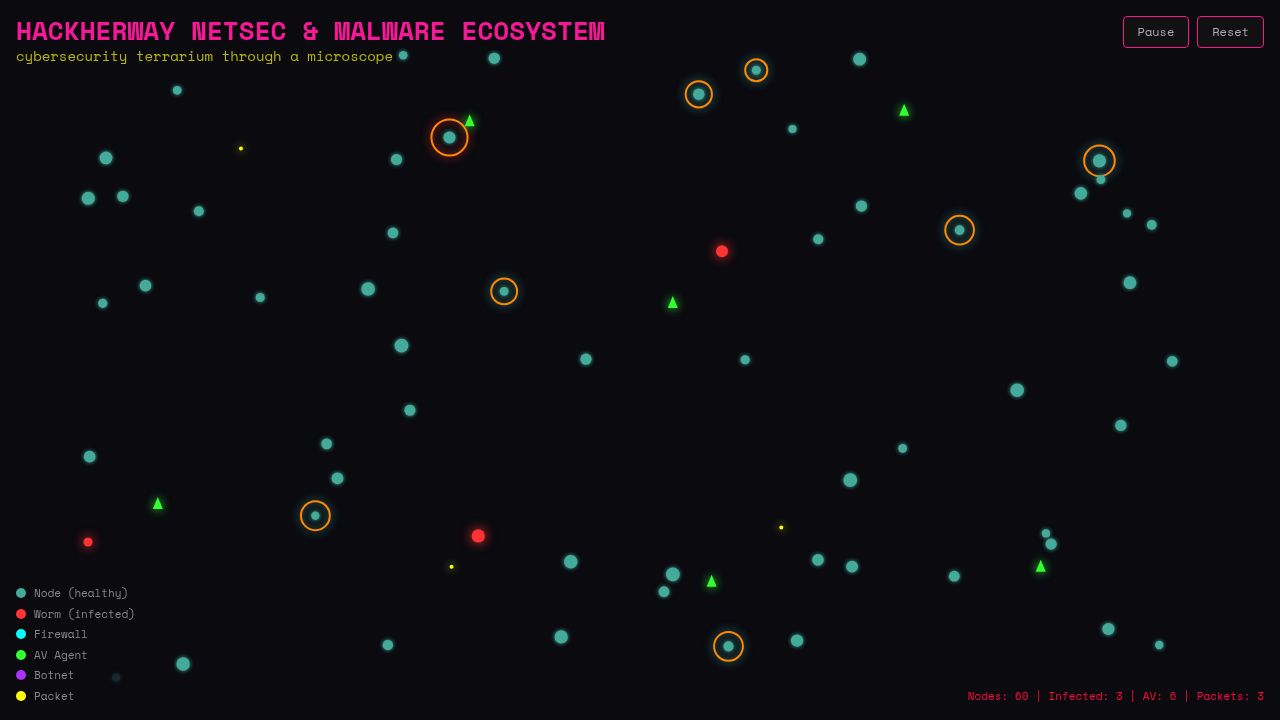 HACKHERWAY NETSEC & MALWARE ECOSYSTEM
cybersecurity terrarium through a microscope
Pause
Reset
Node (healthy)
Worm (infected)
Firewall
AV Agent
Botnet
Packet
Nodes: 60 | Infected: 3 | AV: 6 | Packets: 3